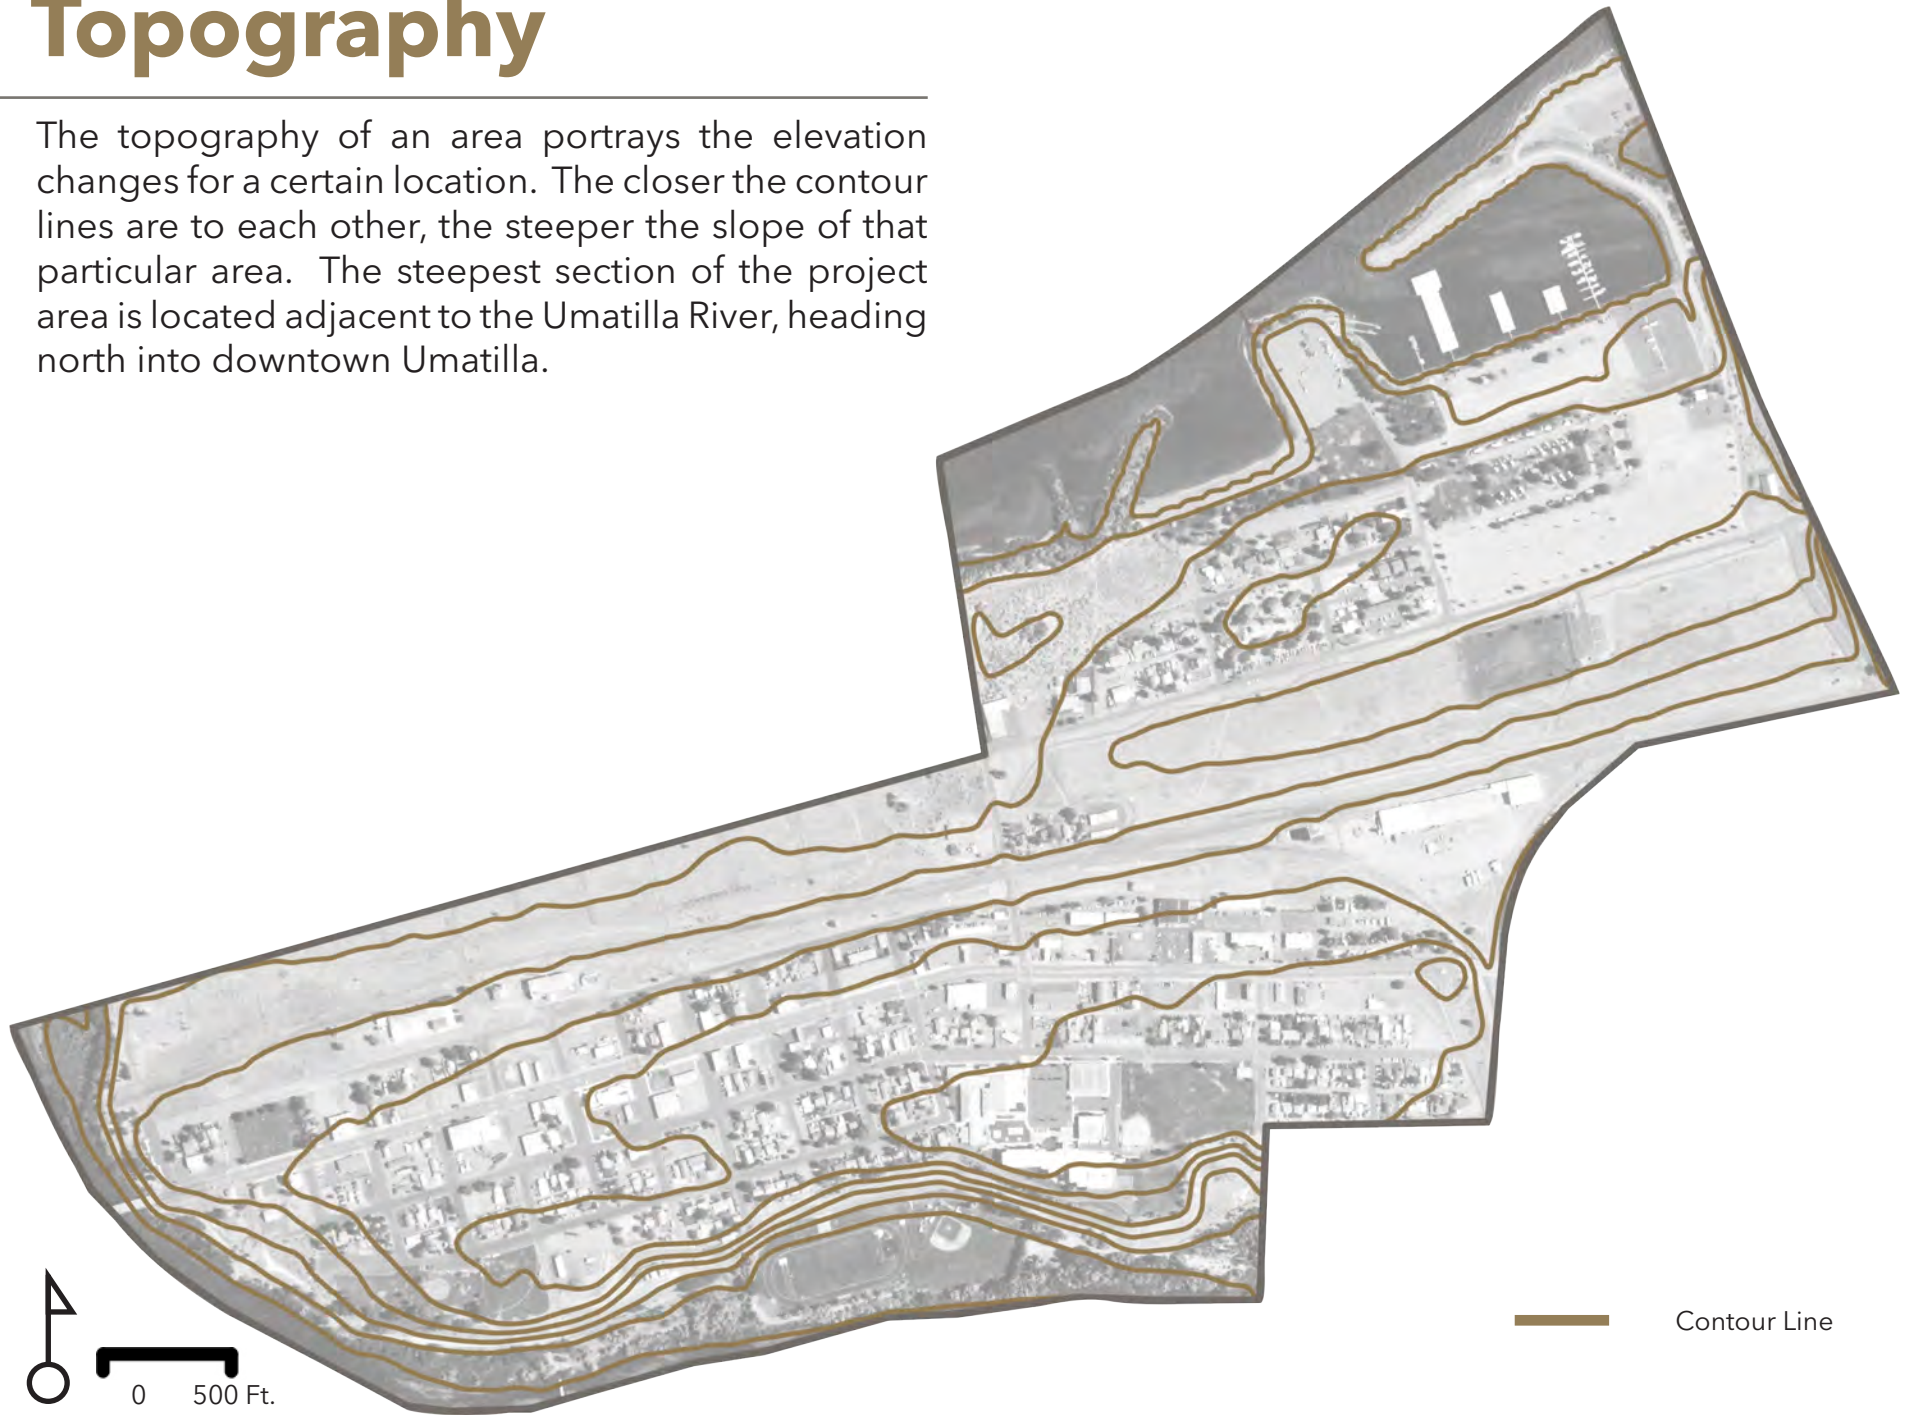 Topography
The topography of an area portrays the elevation
changes for a certain location. The closer the contour
lines are to each other, the steeper the slope of that
particular area. The steepest section of the project
area is located adjacent to the Umatilla River, heading
north into downtown Umatilla.
0 500 Ft.
Contour Line